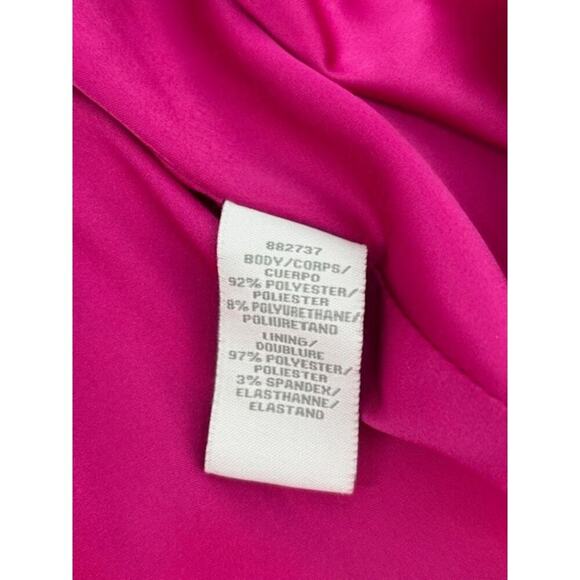 882737
BODY/CORPS/
CUERPO
92% POLYESTER/
POLIESTER
8% POLYURETHANE/
POLIURETANO
LINING/
DOUBLURE
97% POLYESTER/
POLIESTER
3% SPANDEX/
ELASTHANNE/
ELASTANO